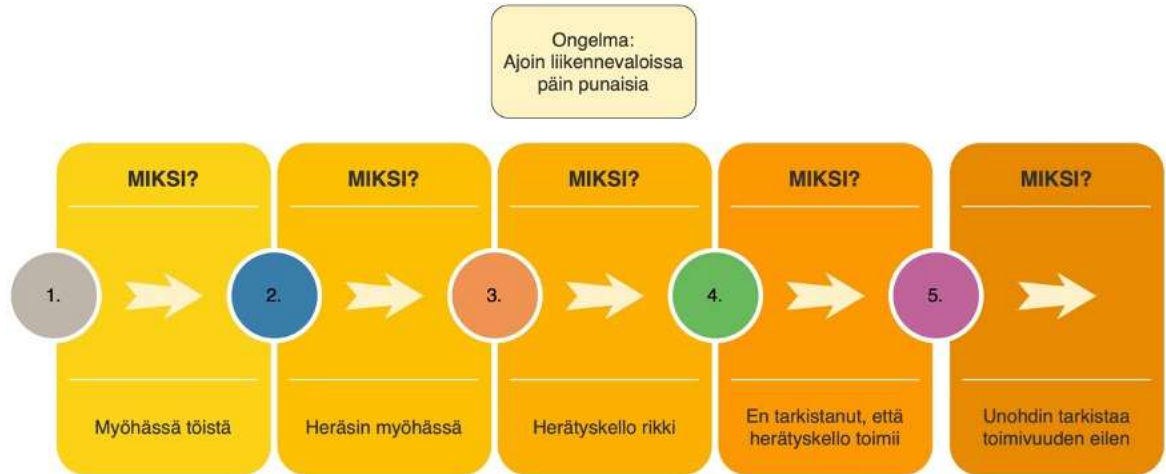 Ongelma:
Ajoin liikennevaloissa
päin punaisia
MIKSI?
1.
Myöhässä töistä
MIKSI?
2.
Heräsin myöhässä
MIKSI?
3.
Herätyskello rikki
MIKSI?
4.
En tarkistanut, että
herätyskello toimii
MIKSI?
5.
Unohdin tarkistaa
toimivuuden eilen